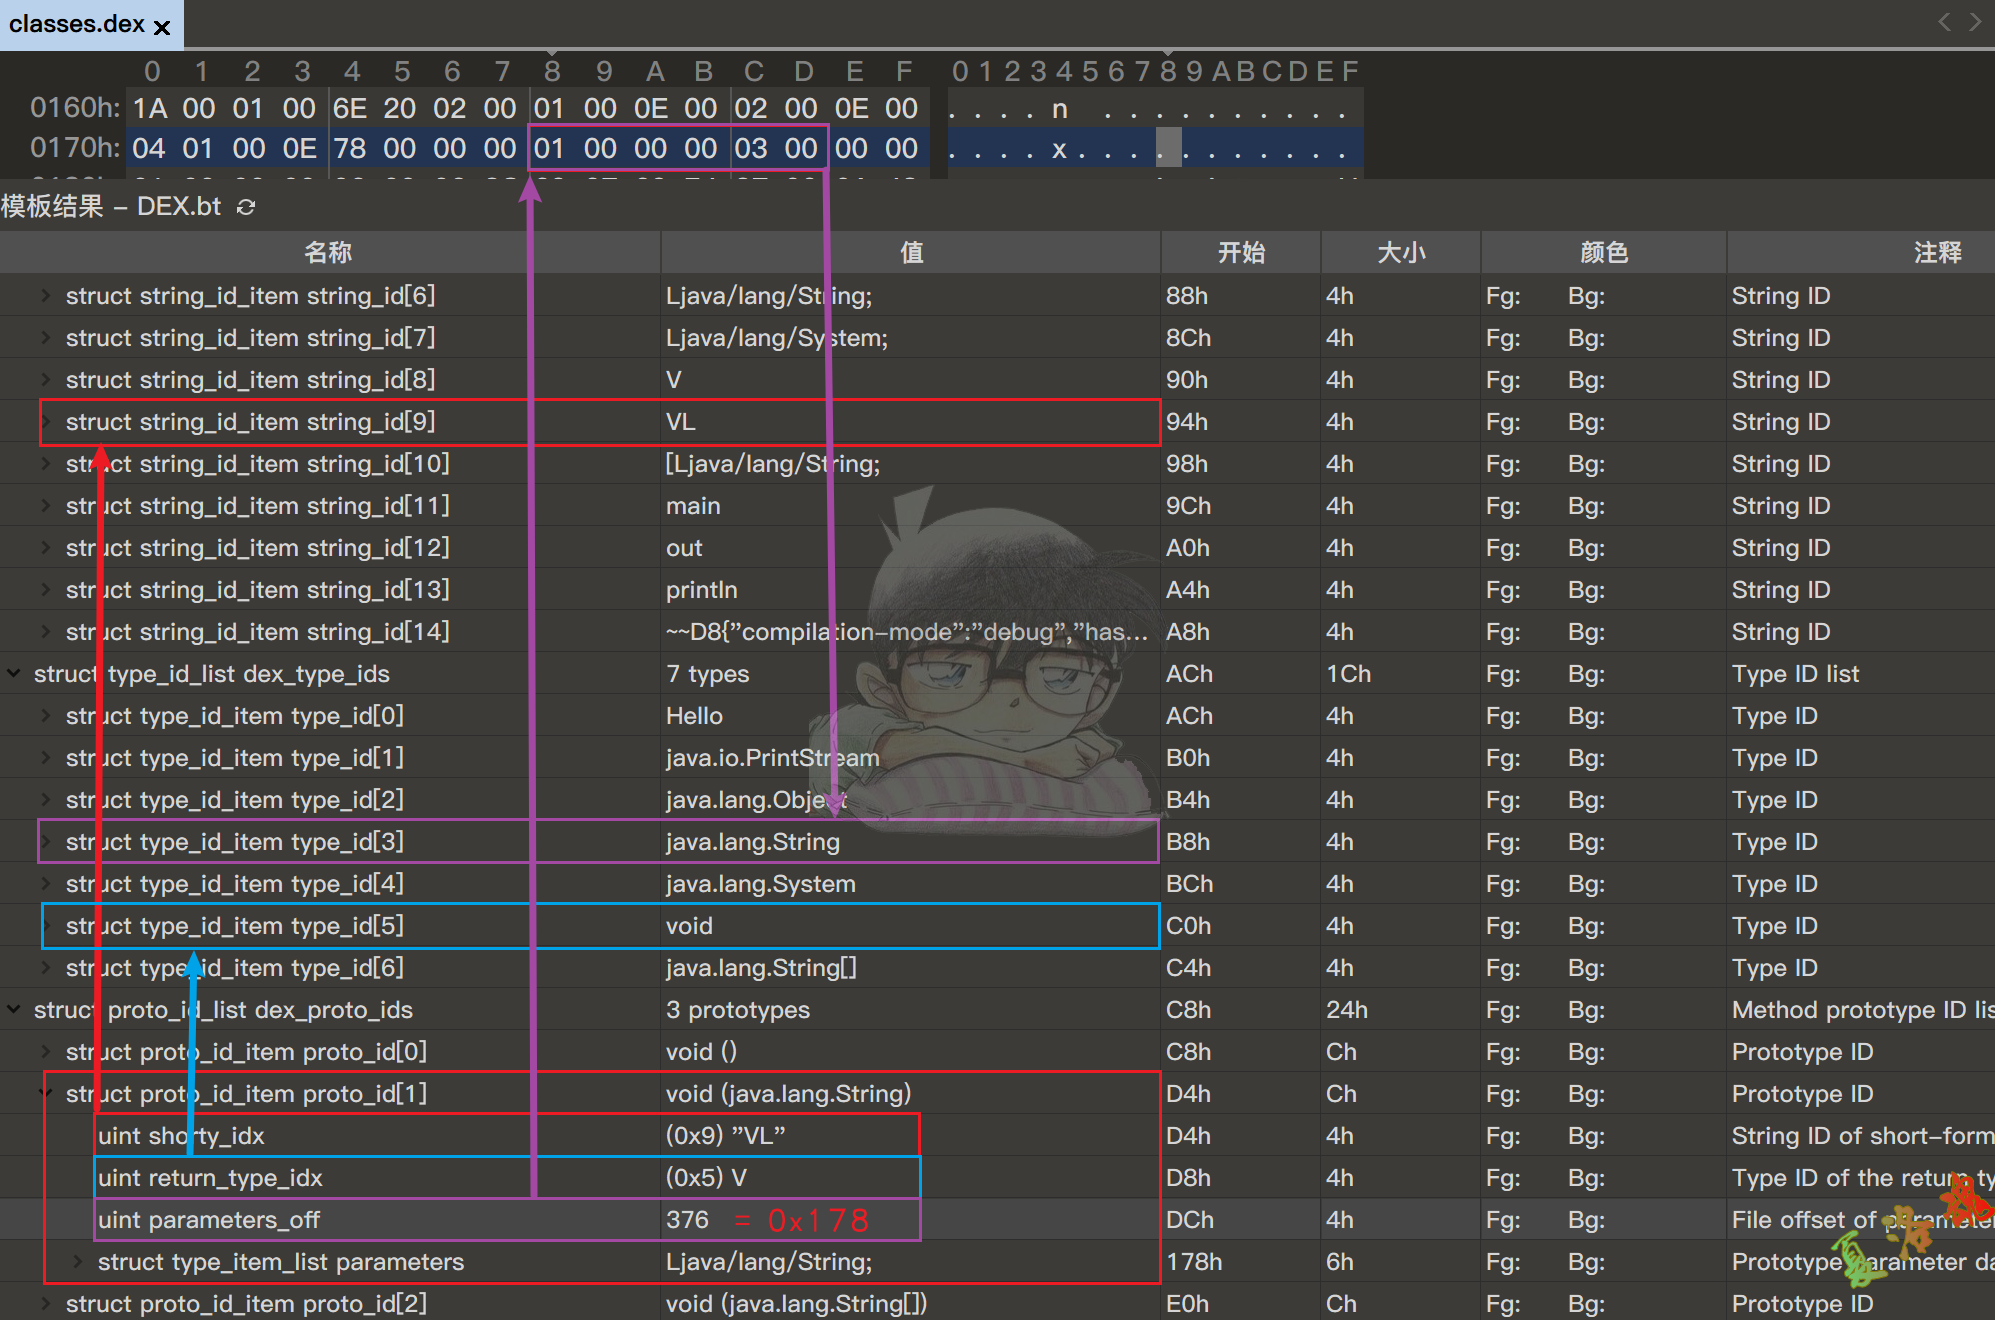 classes.dex
0 1 2 3 4 5 6 7 8 9 A B C D E F 0 1 2 3 4 5 6 7 8 9 A B C D E F
0160h: 1A 00 01 00 6E 20 02 00 01 00 0E 00 02 00 0E 00 . . . . n . . . . . . . . . .
0170h: 04 01 00 0E 78 00 00 00 01 00 00 00 03 00 00 00 . . . . x . . . . . . . . . . .
模板结果 – DEX.bt
名称 值 开始 大小 颜色 注释
struct string_id_item string_id[6] Ljava/lang/String; 88h 4h Fg: Bg: String ID
struct string_id_item string_id[7] Ljava/lang/System; 8Ch 4h Fg: Bg: String ID
struct string_id_item string_id[8] V 90h 4h Fg: Bg: String ID
struct string_id_item string_id[9] VL 94h 4h Fg: Bg: String ID
struct string_id_item string_id[10] [Ljava/lang/String; 98h 4h Fg: Bg: String ID
struct string_id_item string_id[11] main 9Ch 4h Fg: Bg: String ID
struct string_id_item string_id[12] out A0h 4h Fg: Bg: String ID
struct string_id_item string_id[13] println A4h 4h Fg: Bg: String ID
struct string_id_item string_id[14] ~~D8{"compilation-mode":"debug","has... A8h 4h Fg: Bg: String ID
struct type_id_list dex_type_ids 7 types ACh 1Ch Fg: Bg: Type ID list
struct type_id_item type_id[0] Hello ACh 4h Fg: Bg: Type ID
struct type_id_item type_id[1] java.io.PrintStream B0h 4h Fg: Bg: Type ID
struct type_id_item type_id[2] java.lang.Object B4h 4h Fg: Bg: Type ID
struct type_id_item type_id[3] java.lang.String B8h 4h Fg: Bg: Type ID
struct type_id_item type_id[4] java.lang.System BCh 4h Fg: Bg: Type ID
struct type_id_item type_id[5] void C0h 4h Fg: Bg: Type ID
struct type_id_item type_id[6] java.lang.String[] C4h 4h Fg: Bg: Type ID
struct proto_id_list dex_proto_ids 3 prototypes C8h 24h Fg: Bg: Method prototype ID lis
struct proto_id_item proto_id[0] void () C8h Ch Fg: Bg: Prototype ID
struct proto_id_item proto_id[1] void (java.lang.String) D4h Ch Fg: Bg: Prototype ID
uint shorty_idx (0x9) "VL" D4h 4h Fg: Bg: String ID of short-form
uint return_type_idx (0x5) V D8h 4h Fg: Bg: Type ID of the return ty
uint parameters_off 376 = 0x178 DCh 4h Fg: Bg: File offset of parameter
struct type_item_list parameters Ljava/lang/String; 178h 6h Fg: Bg: Prototype parameter da
struct proto_id_item proto_id[2] void (java.lang.String[]) E0h Ch Fg: Bg: Prototype ID